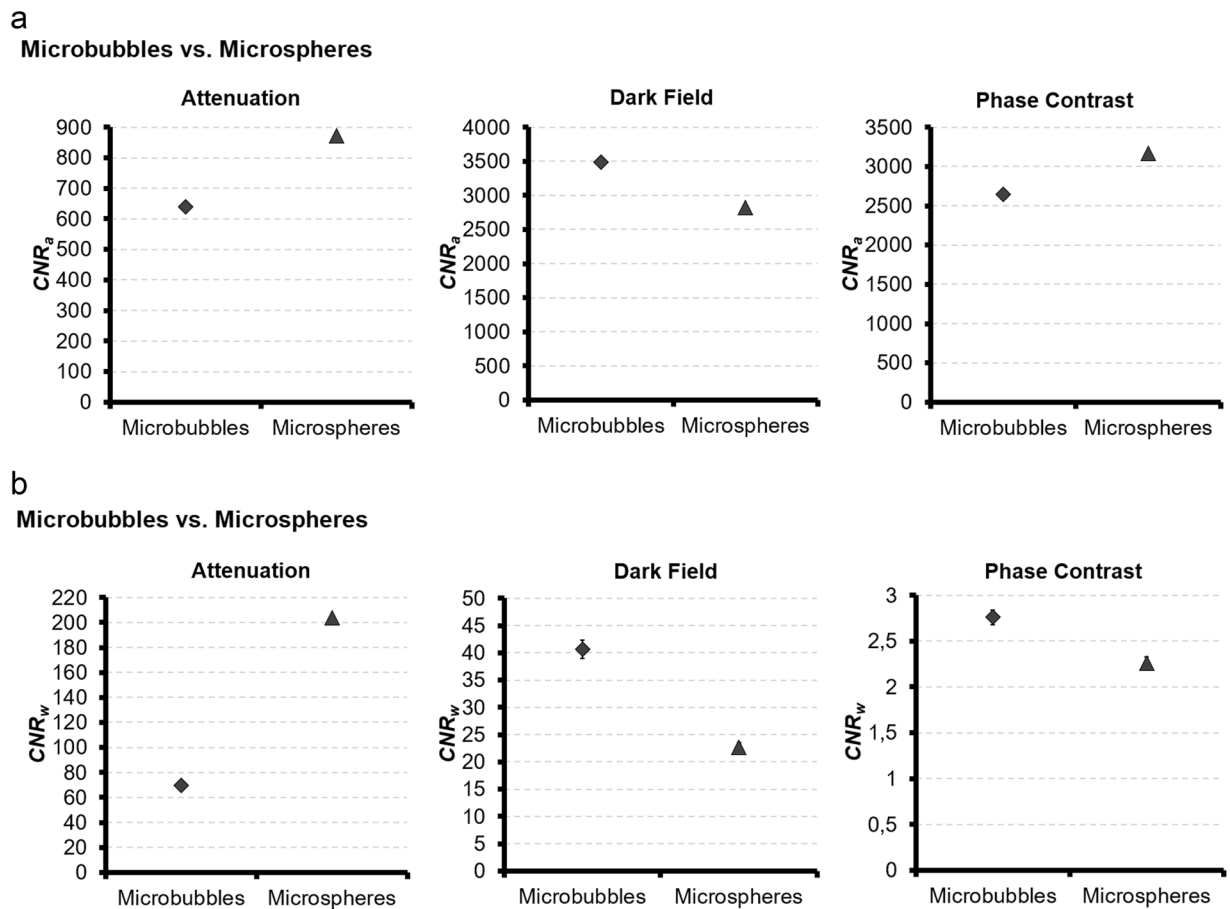 a
Microbubbles vs. Microspheres
Attenuation
CNRa
900
800
700
600
500
400
300
200
100
0
Microbubbles Microspheres
Dark Field
CNRa
4000
3500
3000
2500
2000
1500
1000
500
0
Microbubbles Microspheres
Phase Contrast
CNRa
3500
3000
2500
2000
1500
1000
500
0
Microbubbles Microspheres
b
Microbubbles vs. Microspheres
Attenuation
CNRw
220
200
180
160
140
120
100
80
60
40
20
0
Microbubbles Microspheres
Dark Field
CNRw
50
45
40
35
30
25
20
15
10
5
0
Microbubbles Microspheres
Phase Contrast
CNRw
3
2,5
2
1,5
1
0,5
0
Microbubbles Microspheres